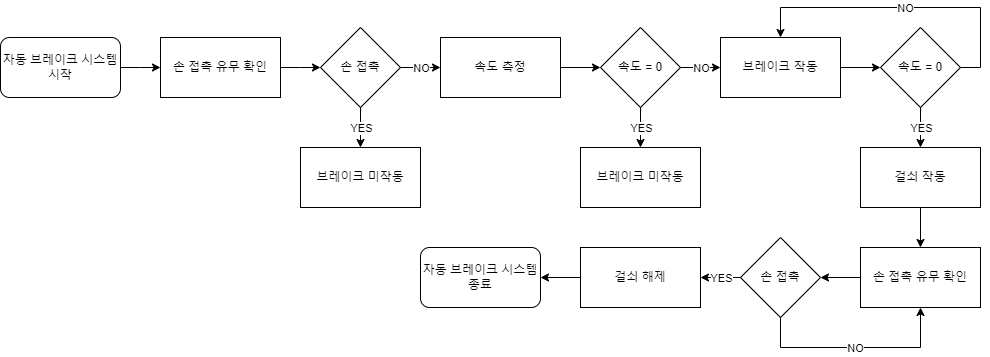 NO
자동 브레이크 시스템
시작
손 접촉 유무 확인
손 접촉
NO
속도 측정
속도 = 0
NO
브레이크 작동
속도 = 0
YES
YES
YES
브레이크 미작동
브레이크 미작동
걸쇠 작동
자동 브레이크 시스템
종료
걸쇠 해제
YES
손 접촉
손 접촉 유무 확인
NO